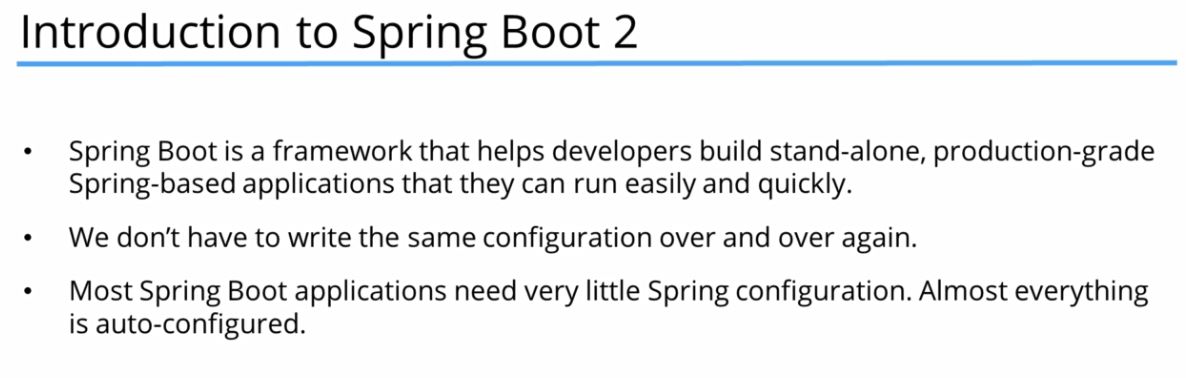 Introduction to Spring Boot 2
• Spring Boot is a framework that helps developers build stand-alone, production-grade
Spring-based applications that they can run easily and quickly.
• We don’t have to write the same configuration over and over again.
• Most Spring Boot applications need very little Spring configuration. Almost everything
is auto-configured.